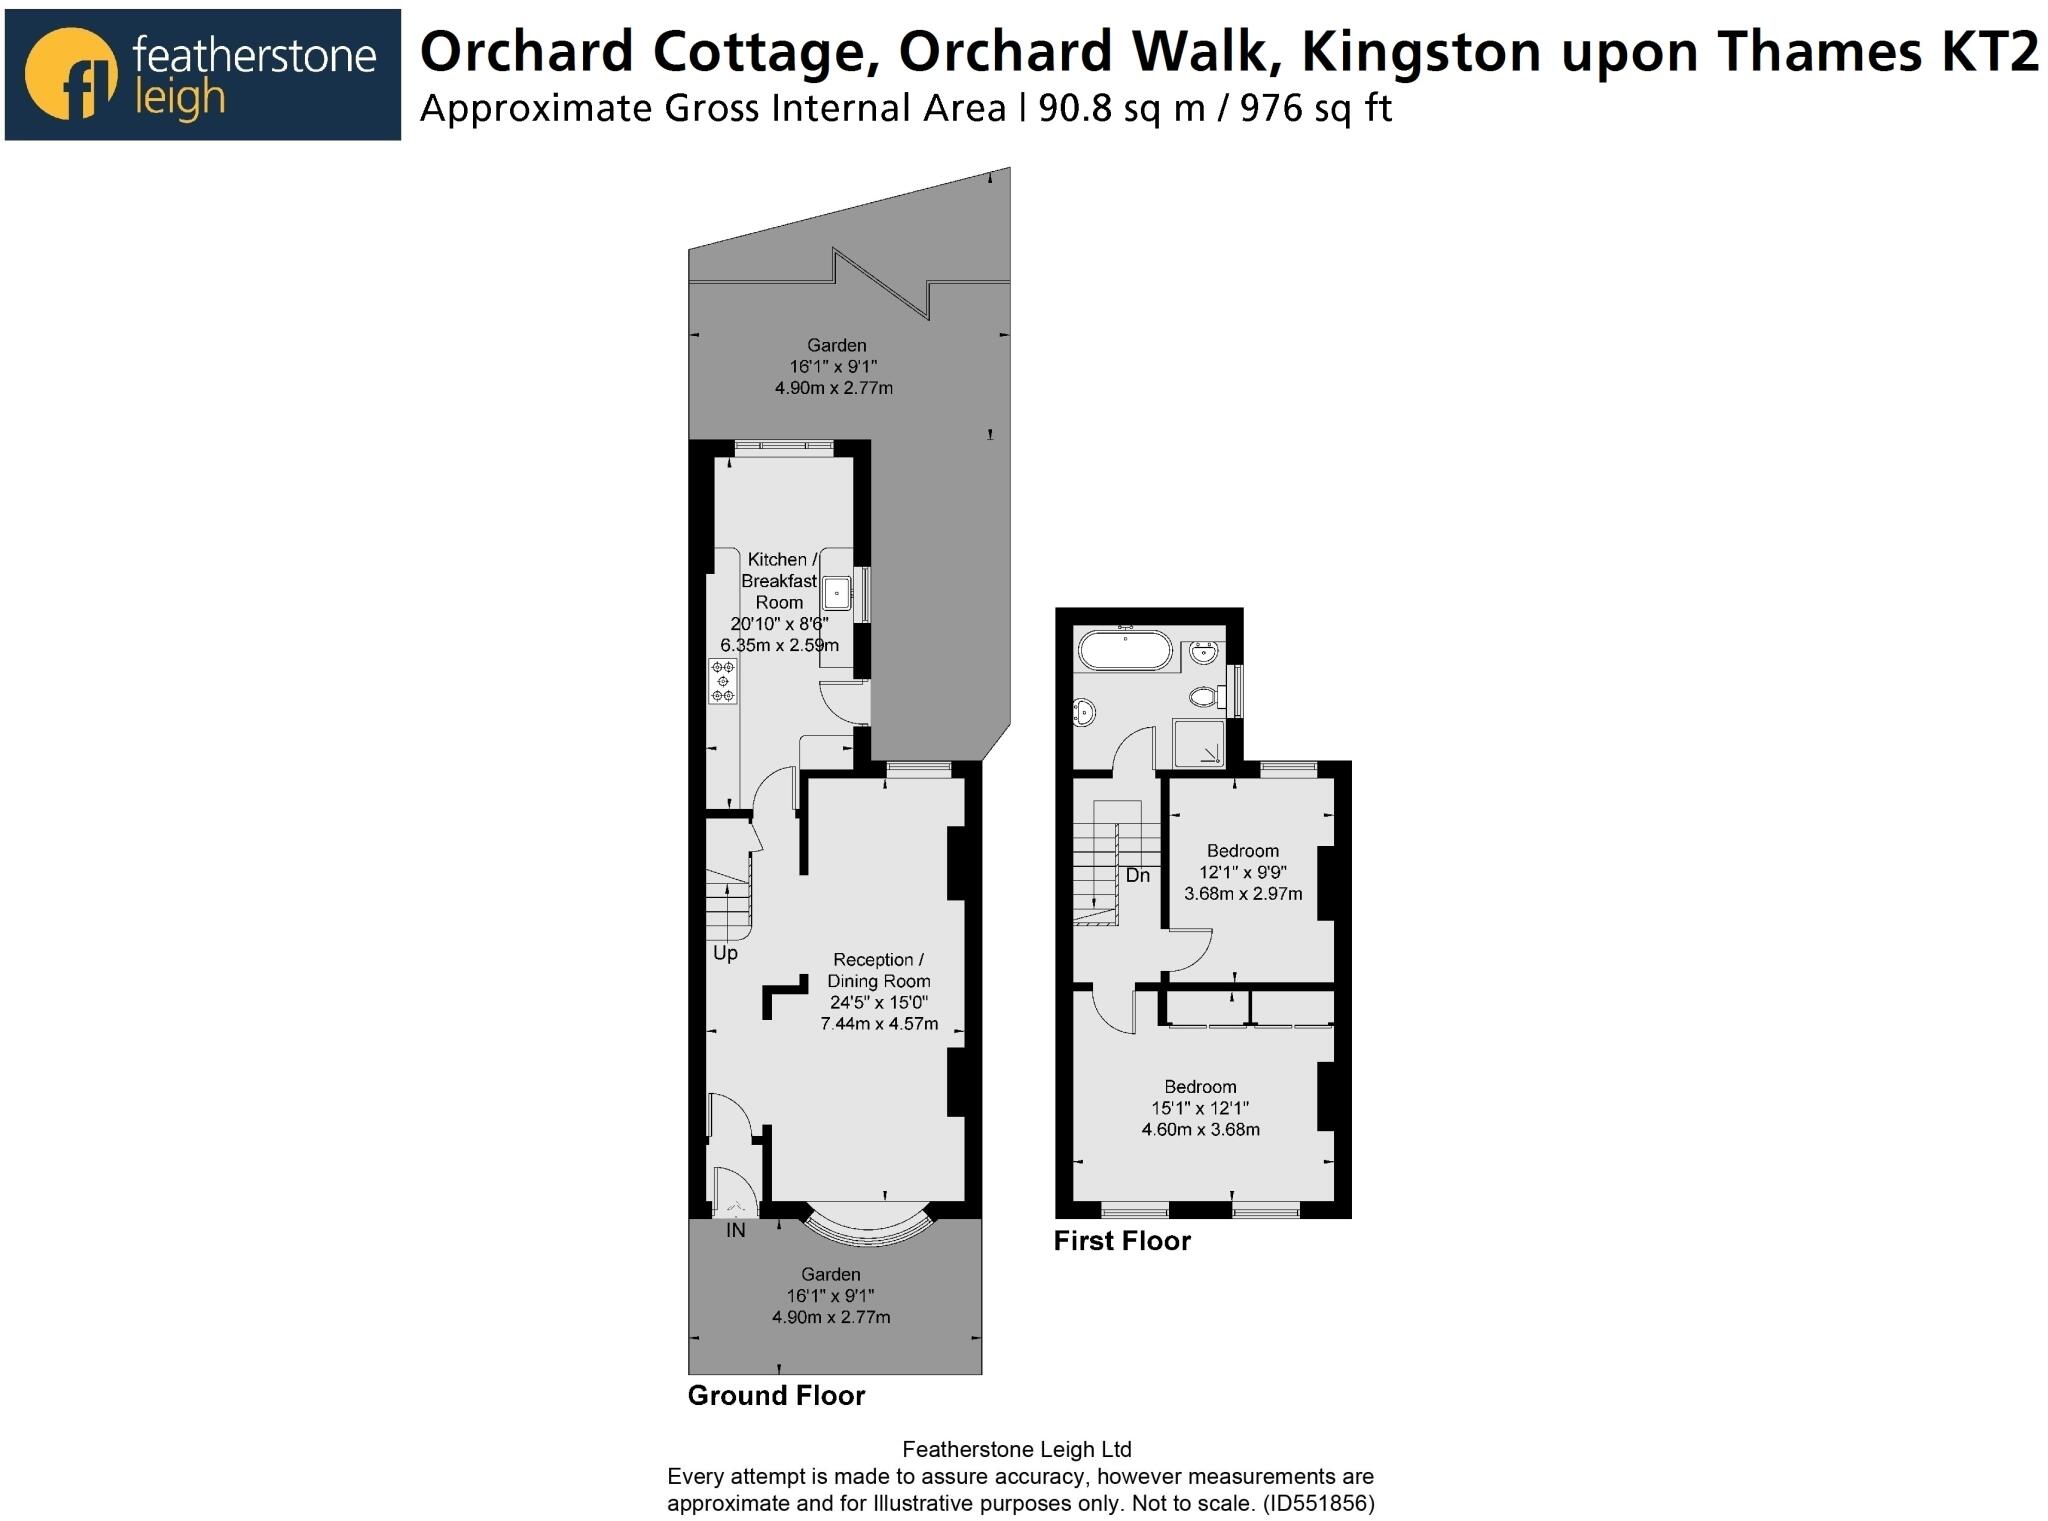 fl featherstone
leigh
Orchard Cottage, Orchard Walk, Kingston upon Thames KT2
Approximate Gross Internal Area | 90.8 sq m / 976 sq ft
Garden
16'1" x 9'1"
4.90m x 2.77m
Kitchen /
Breakfast
Room
20'10" x 8'6"
6.35m x 2.59m
Up
Reception /
Dining Room
24'5" x 15'0"
7.44m x 4.57m
IN
Garden
16'1" x 9'1"
4.90m x 2.77m
Ground Floor
Dn
Bedroom
12'1" x 9'9"
3.68m x 2.97m
Bedroom
15'1" x 12'1"
4.60m x 3.68m
First Floor
Featherstone Leigh Ltd
Every attempt is made to assure accuracy, however measurements are
approximate and for Illustrative purposes only. Not to scale. (ID551856)